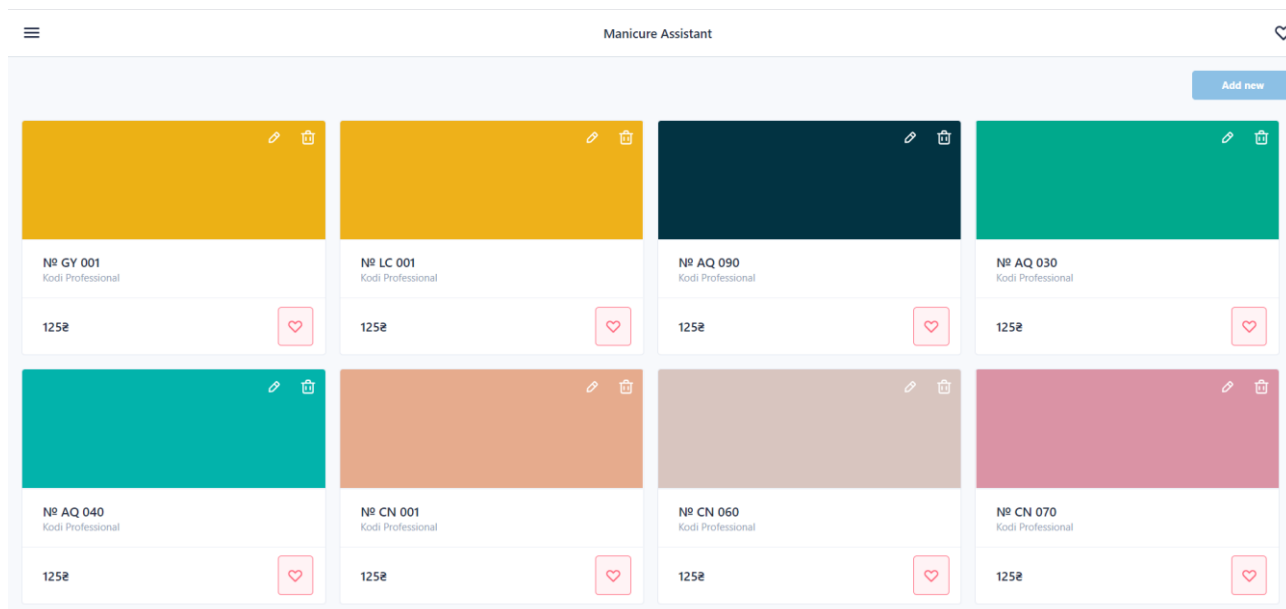 Manicure Assistant
Add new
№ GY 001
Kodi Professional
125₴
№ LC 001
Kodi Professional
125₴
№ AQ 090
Kodi Professional
125₴
№ AQ 030
Kodi Professional
125₴
№ AQ 040
Kodi Professional
125₴
№ CN 001
Kodi Professional
125₴
№ CN 060
Kodi Professional
125₴
№ CN 070
Kodi Professional
125₴